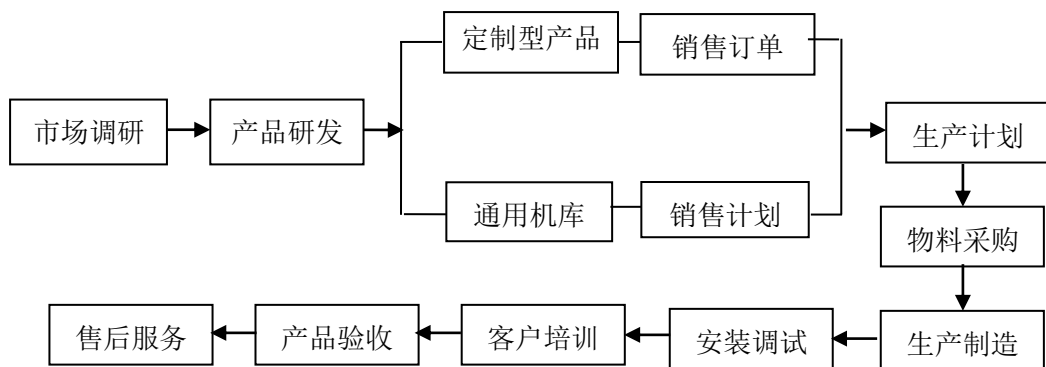 市场调研
产品研发
定制型产品
销售订单
通用机库
销售计划
生产计划
物料采购
生产制造
安装调试
客户培训
产品验收
售后服务